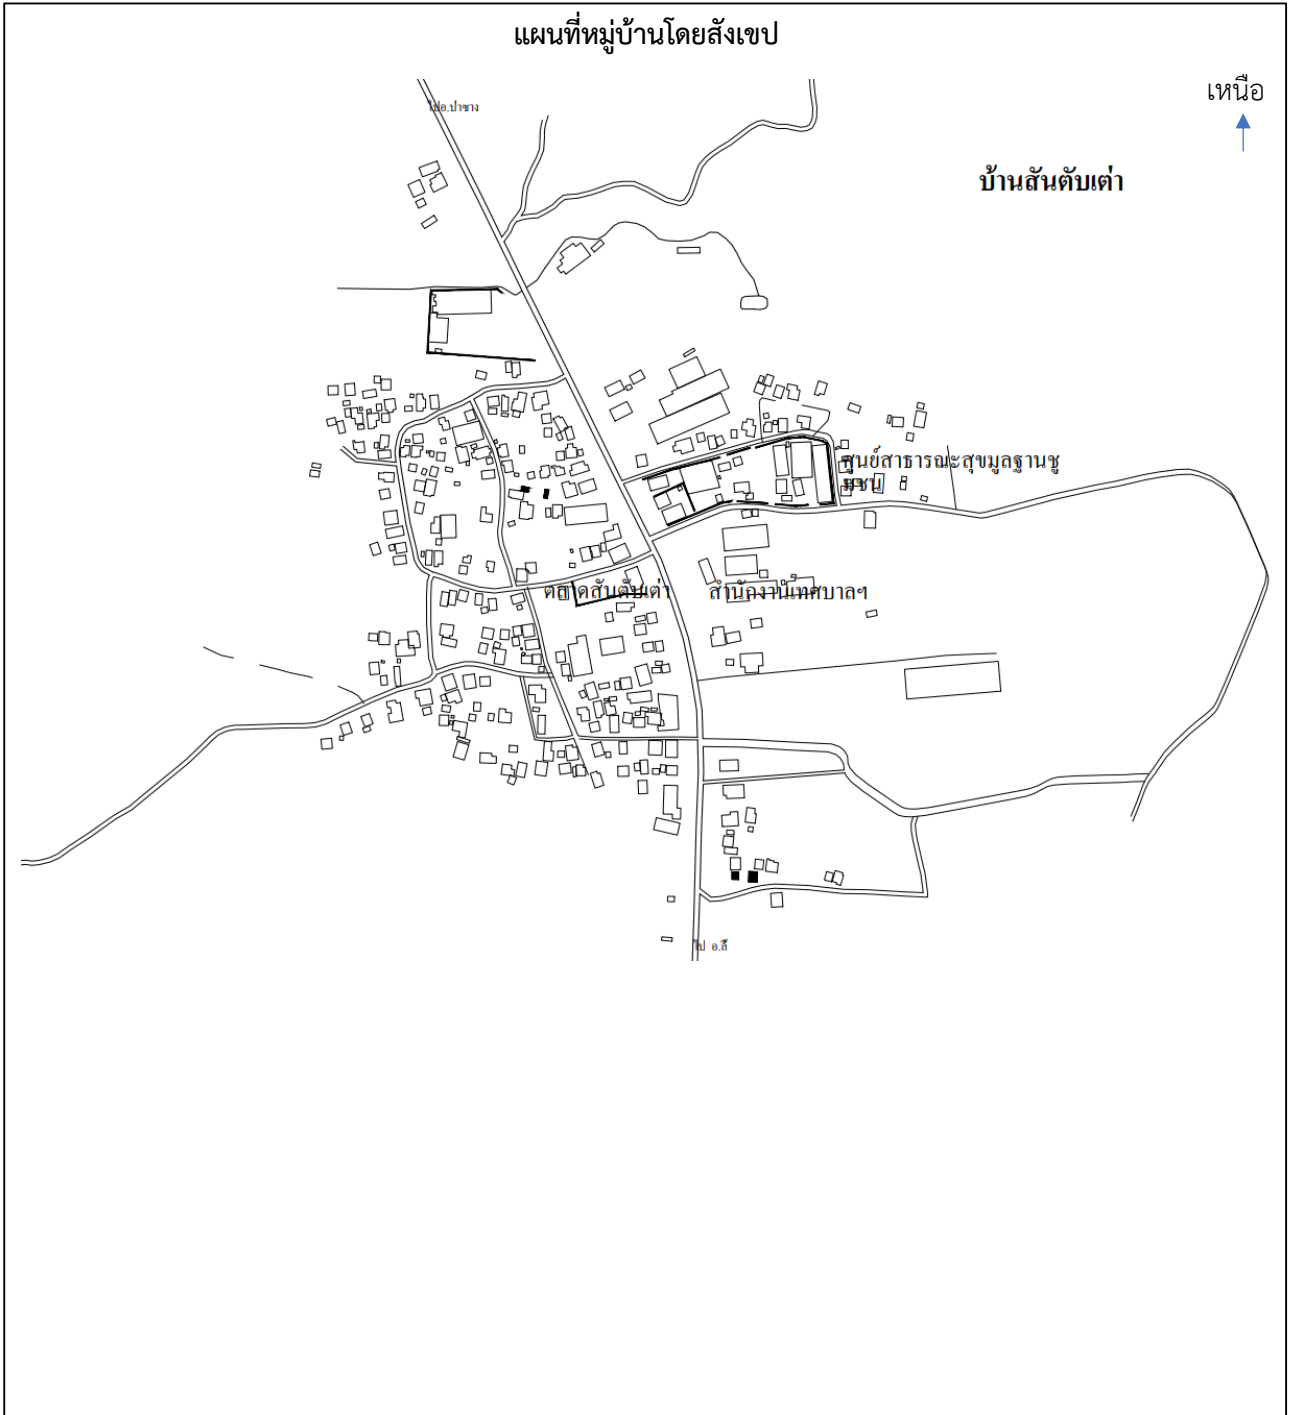 แผนที่หมู่บ้านโดยสังเขป
เหนือ
ไปอ.ป่าซาง
บ้านสันตับเต่า
ศูนย์สาธารณะสุขมูลฐานชู
มชน
ตลาดสันตับเต่า
สำนักงานเทศบาลฯ
ไป อ.ลี้